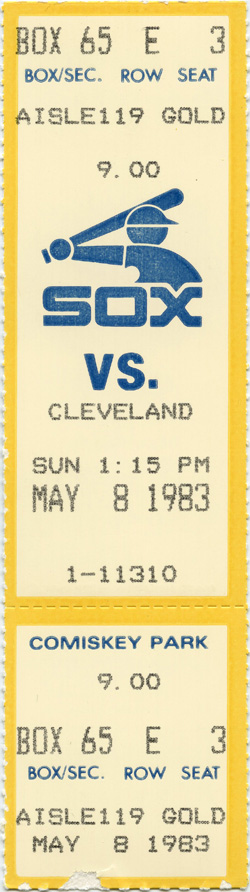 BOX 65 E 3
BOX/SEC. ROW SEAT
AISLE119 GOLD
9.00
SOX
VS.
CLEVELAND
SUN 1:15 PM
MAY 8 1983
1-11310
COMISKEY PARK
9.00
BOX 65 E 3
BOX/SEC. ROW SEAT
AISLE119 GOLD
MAY 8 1983